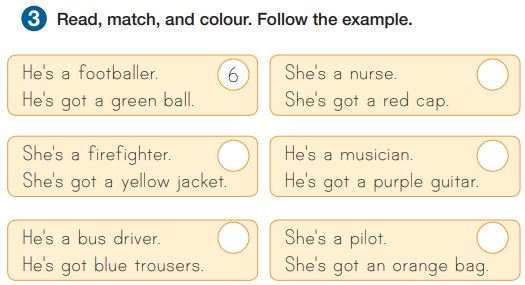 3 Read, match, and colour. Follow the example.
He's a footballer.
He's got a green ball.
6
She's a nurse.
She's got a red cap.
She's a firefighter.
She's got a yellow jacket.
He's a musician.
He's got a purple guitar.
He's a bus driver.
He's got blue trousers.
She's a pilot.
She's got an orange bag.